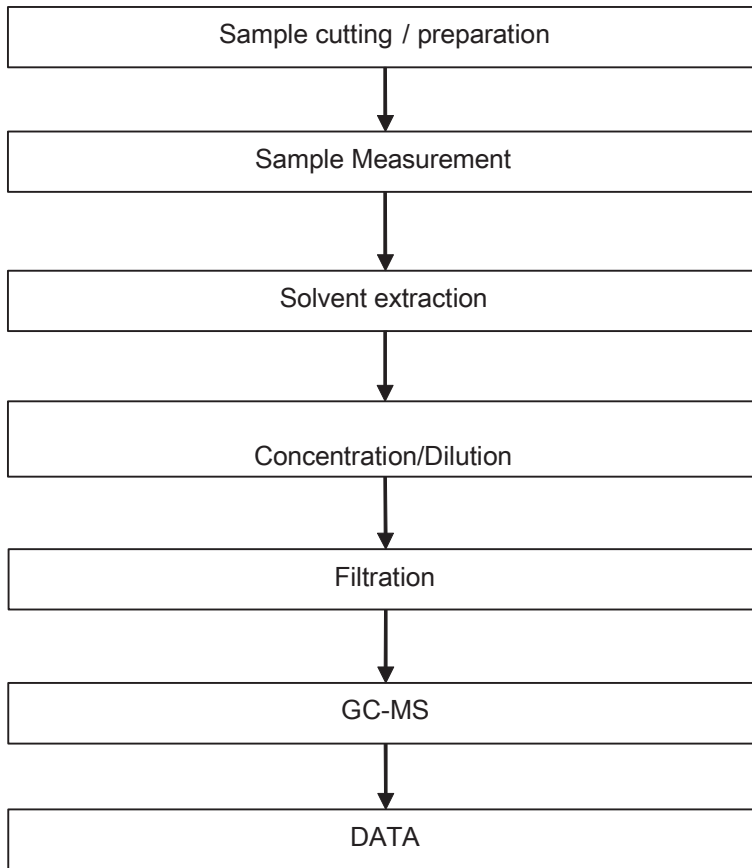 Sample cutting / preparation
Sample Measurement
Solvent extraction
Concentration/Dilution
Filtration
GC-MS
DATA